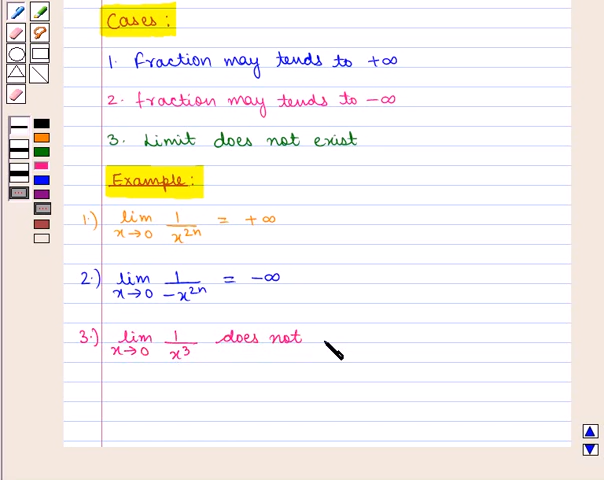 Cases :
1. Fraction may tends to +∞
2. fraction may tends to −∞
3. Limit does not exist
Example :
1.) lim x→0 1/x^2n = +∞
2.) lim x→0 1/−x^2n = −∞
3.) lim x→0 1/x^3 does not